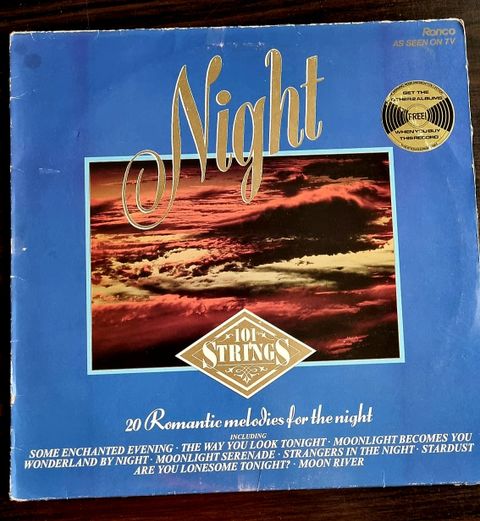 Ronco
AS SEEN ON TV
Night
GET THE
OTHER 2 ALBUMS
FREE!
WHEN YOU BUY
THIS RECORD
101
STRINGS
20 Romantic melodies for the night
INCLUDING
SOME ENCHANTED EVENING · THE WAY YOU LOOK TONIGHT · MOONLIGHT BECOMES YOU
WONDERLAND BY NIGHT · MOONLIGHT SERENADE · STRANGERS IN THE NIGHT · STARDUST
ARE YOU LONESOME TONIGHT? · MOON RIVER